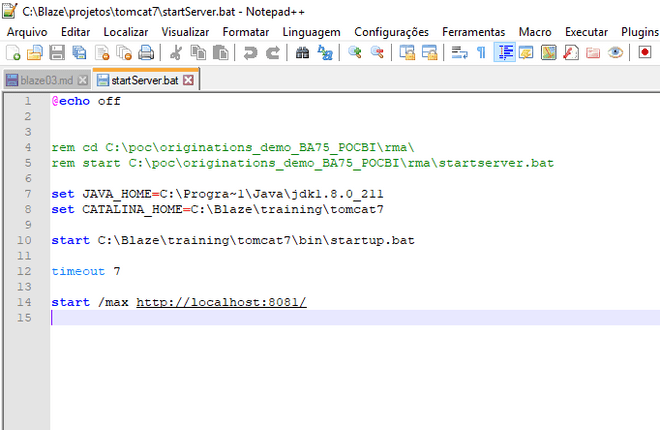 C:\Blaze\projetos\tomcat7\startServer.bat - Notepad++
Arquivo Editar Localizar Visualizar Formatar Linguagem Configurações Ferramentas Macro Executar Plugins
blaze03.md startServer.bat
1 @echo off
2
3
4 rem cd C:\poc\originations_demo_BA75_POCBI\rma\
5 rem start C:\poc\originations_demo_BA75_POCBI\rma\startserver.bat
6
7 set JAVA_HOME=C:\Progra~1\Java\jdk1.8.0_211
8 set CATALINA_HOME=C:\Blaze\training\tomcat7
9
10 start C:\Blaze\training\tomcat7\bin\startup.bat
11
12 timeout 7
13
14 start /max http://localhost:8081/
15